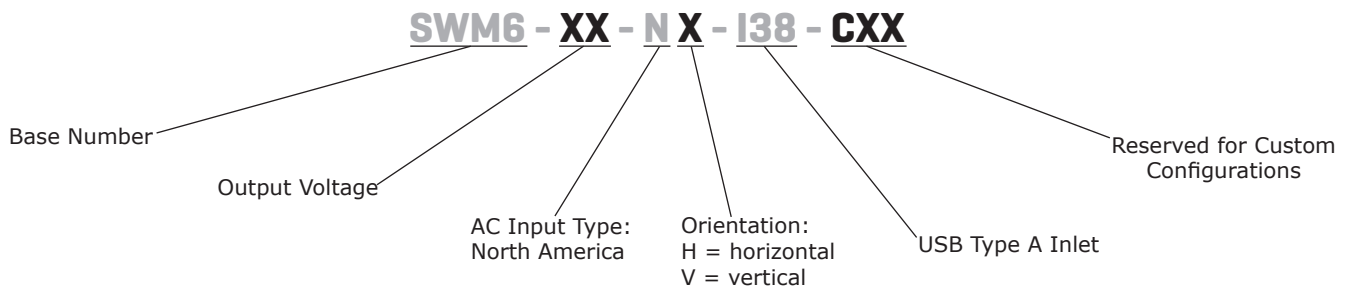 SWM6 - XX - N X - I38 - CXX
Base Number
Output Voltage
AC Input Type:
North America
Orientation:
H = horizontal
V = vertical
USB Type A Inlet
Reserved for Custom
Configurations